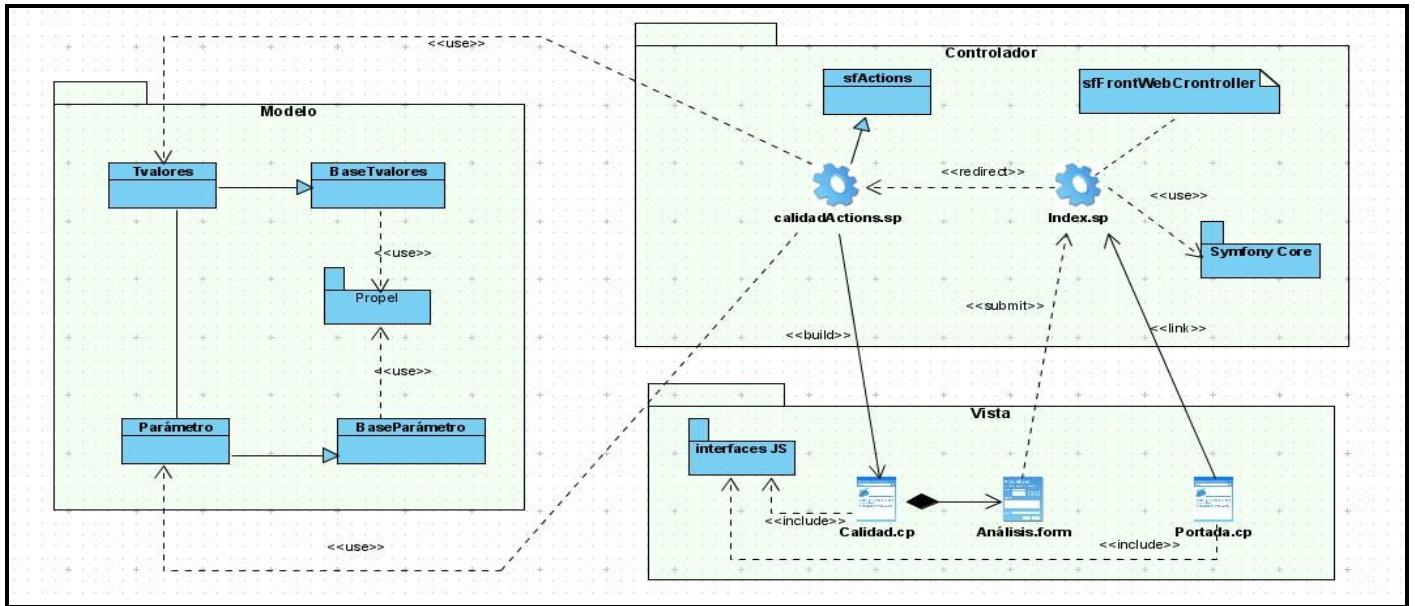 <<use>>
Controlador
sfActions
sfFrontWebCrontroller
Modelo
Tvalores
BaseTvalores
<<redirect>>
<<use>>
calidadActions.sp
Index.sp
<<use>>
Symfony Core
Propel
<<submit>>
<<build>>
<<link>>
<<use>>
Vista
Parámetro
BaseParámetro
interfaces JS
<<include>>
Calidad.cp
Análisis.form
Portada.cp
<<use>>
<<include>>